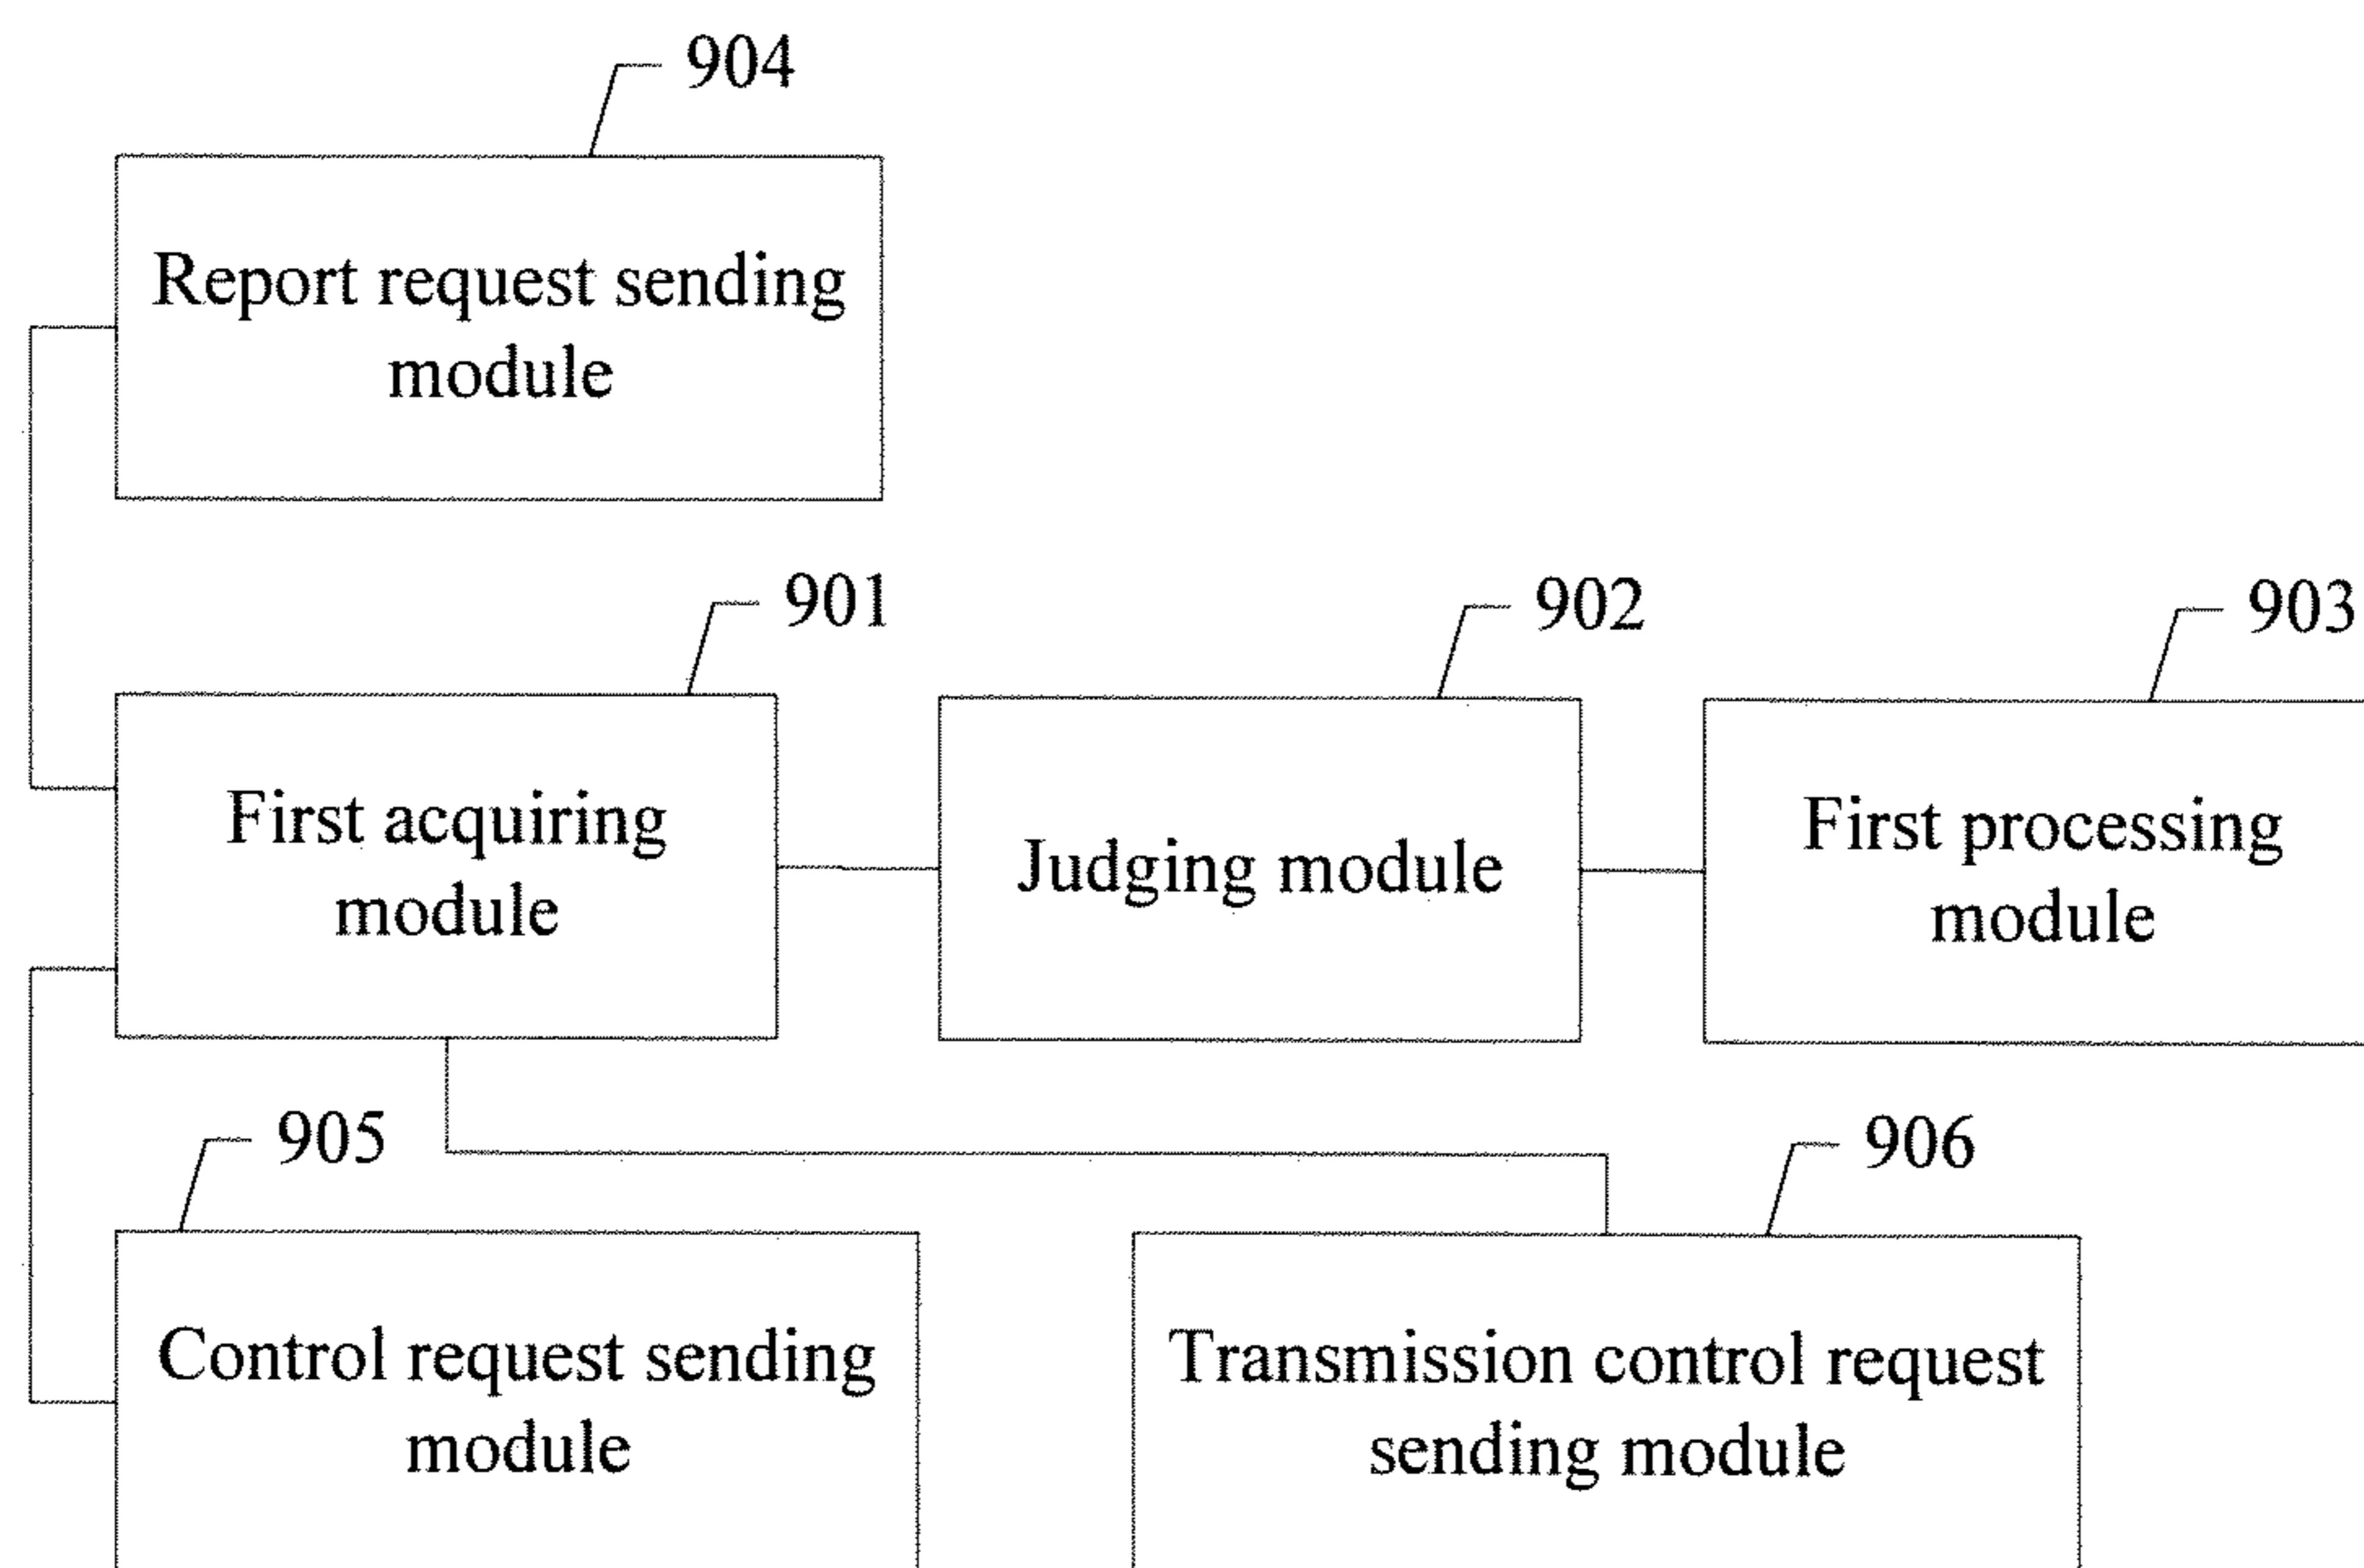 904
Report request sending
module
901
902
903
First acquiring
module
Judging module
First processing
module
905
906
Control request sending
module
Transmission control request
sending module